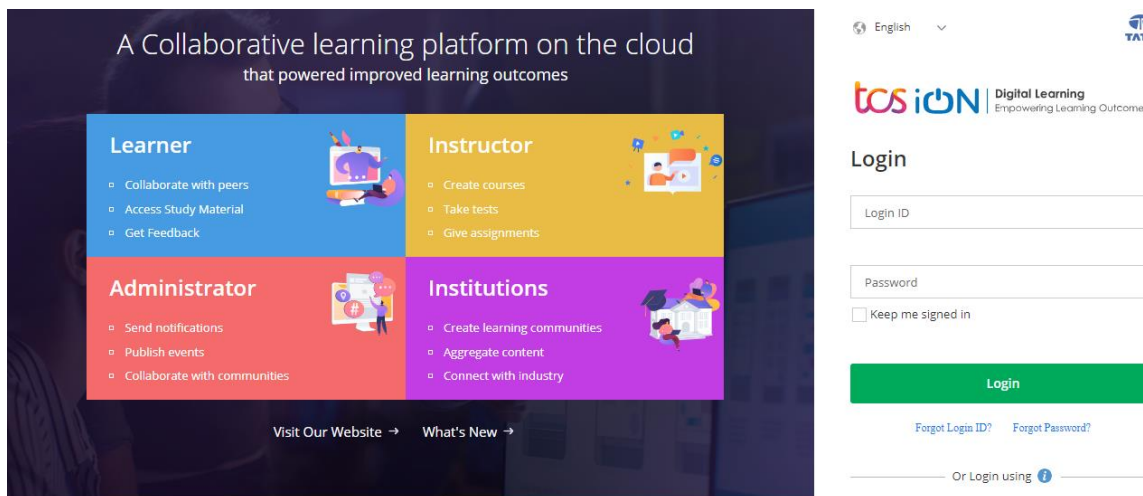 A Collaborative learning platform on the cloud
that powered improved learning outcomes
Learner
Collaborate with peers
Access Study Material
Get Feedback
Instructor
Create courses
Take tests
Give assignments
Administrator
Send notifications
Publish events
Collaborate with communities
Institutions
Create learning communities
Aggregate content
Connect with industry
Visit Our Website →
What's New →
English
tcs iON
Digital Learning
Empowering Learning Outcome
Login
Login ID
Password
Keep me signed in
Login
Forgot Login ID? Forgot Password?
Or Login using